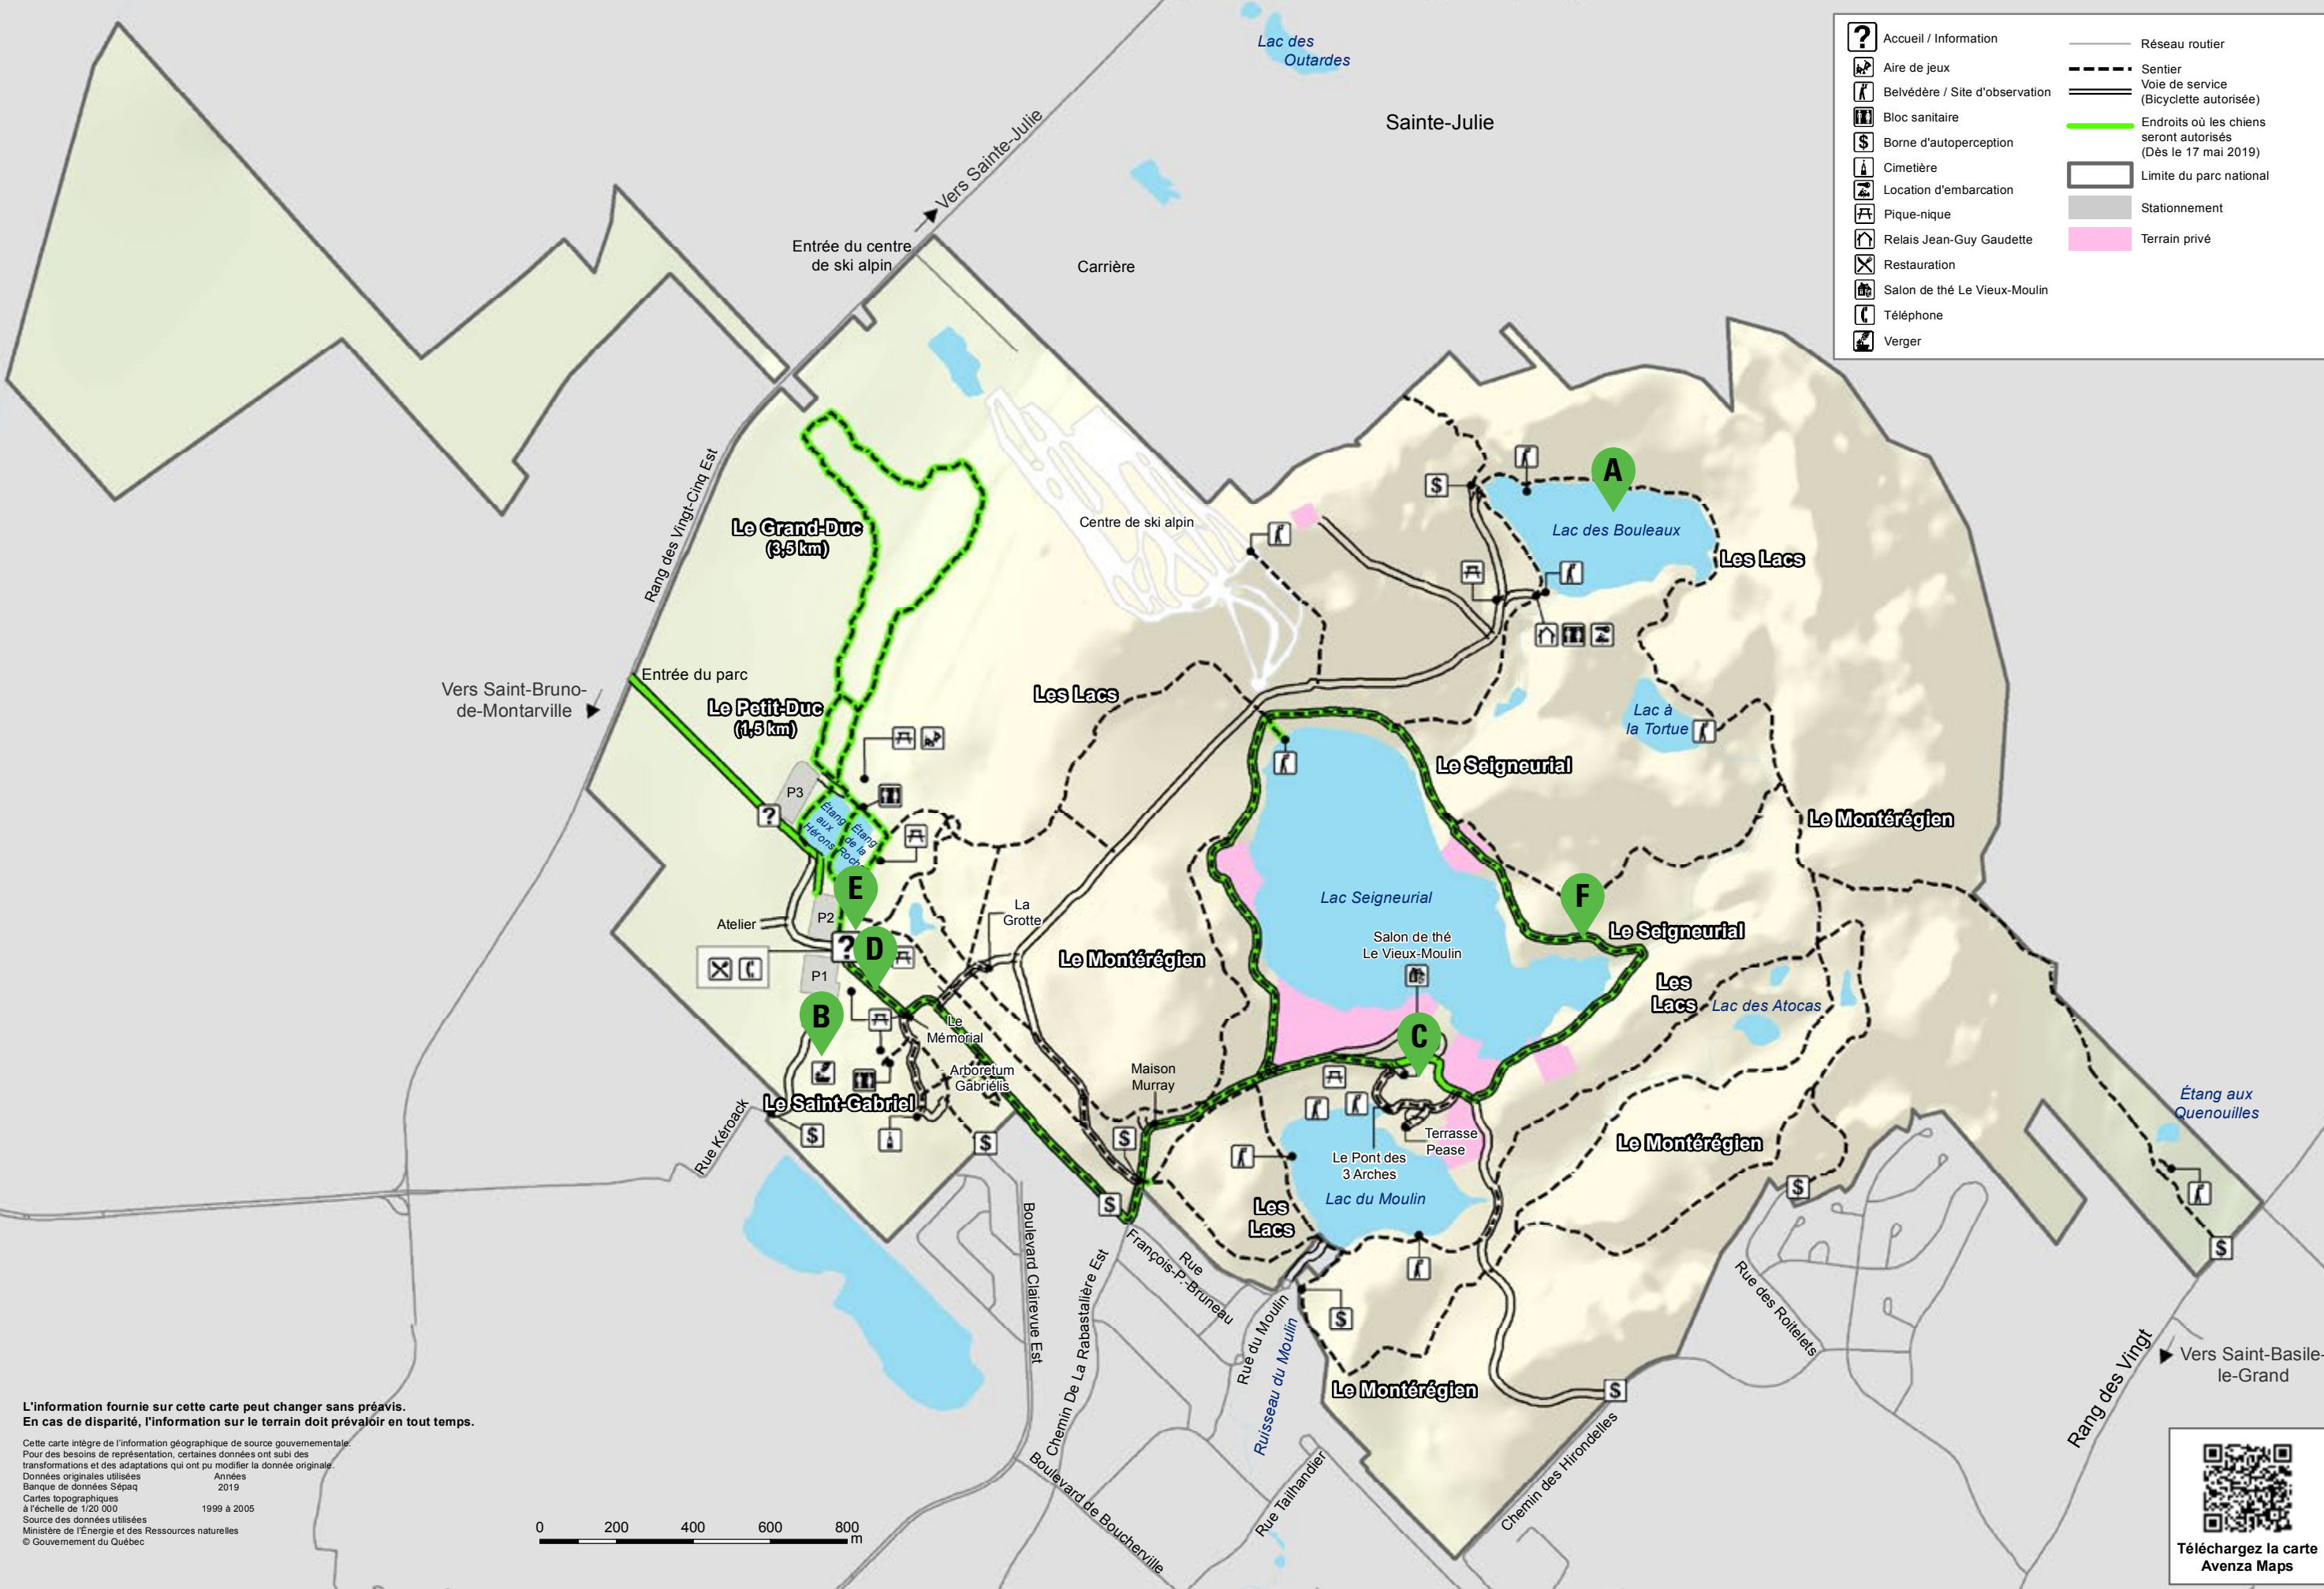 Lac des
Outardes
Sainte-Julie
Vers Sainte-Julie
Entrée du centre
de ski alpin
Carrière
?
Accueil / Information
Aire de jeux
Belvédère / Site d'observation
Bloc sanitaire
$
Borne d'autoperception
Cimetière
Location d'embarcation
Pique-nique
Relais Jean-Guy Gaudette
Restauration
Salon de thé Le Vieux-Moulin
Téléphone
Verger
Réseau routier
Sentier
Voie de service
(Bicyclette autorisée)
Endroits où les chiens
seront autorisés
(Dès le 17 mai 2019)
Limite du parc national
Stationnement
Terrain privé
Rang des Vingt-Cinq Est
Le Grand-Duc
(3,5 km)
Centre de ski alpin
$
A
Lac des Bouleaux
Les Lacs
Entrée du parc
Vers Saint-Bruno-
de-Montarville
Le Petit-Duc
(1,5 km)
Les Lacs
Lac à
la Tortue
Le Seigneurial
P3
?
Étang
aux
Hérons
Étang
de la
Roche
Le Montérégien
E
P2
Atelier
La
Grotte
Lac Seigneurial
F
Le Seigneurial
?
D
Salon de thé
Le Vieux-Moulin
Le Montérégien
P1
Les
Lacs
Lac des Atocas
B
C
Le
Mémorial
Arboretum
Gabriélis
Maison
Murray
Le Saint-Gabriel
Étang aux
Quenouilles
Rue Kéroack
$
$
$
$
Terrasse
Pease
Le Pont des
3 Arches
Lac du Moulin
Le Montérégien
$
Les
Lacs
$
Boulevard Clairevue Est
Chemin De La Rabastalière Est
Rue
François-P.-Bruneau
Rue du Moulin
Ruisseau du Moulin
$
Rue des Roitelets
Rang des Vingt
Vers Saint-Basile-
le-Grand
Le Montérégien
$
Chemin des Hirondelles
Boulevard de Boucherville
Rue Tailhandier
L'information fournie sur cette carte peut changer sans préavis.
En cas de disparité, l'information sur le terrain doit prévaloir en tout temps.
Cette carte intègre de l'information géographique de source gouvernementale.
Pour des besoins de représentation, certaines données ont subi des
transformations et des adaptations qui ont pu modifier la donnée originale.
Données originales utilisées Années
Banque de données Sépaq 2019
Cartes topographiques
à l'échelle de 1/20 000 1999 à 2005
Source des données utilisées
Ministère de l'Énergie et des Ressources naturelles
© Gouvernement du Québec
0 200 400 600 800
m
Téléchargez la carte
Avenza Maps